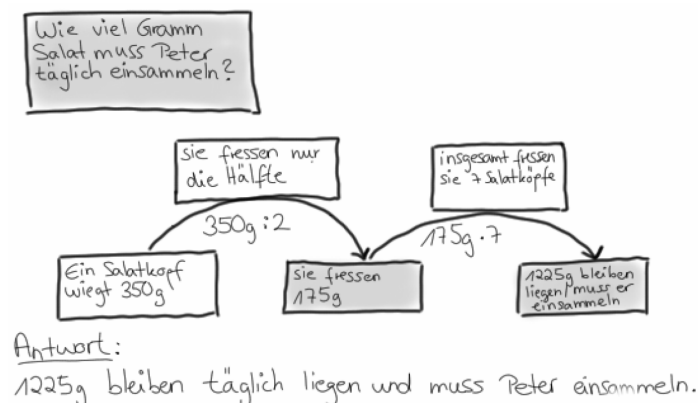 Wie viel Gramm
Salat muss Peter
täglich einsammeln?
sie fressen nur
die Hälfte
insgesamt fressen
sie 7 Salatköpfe
350g : 2
175g · 7
Ein Salatkopf
wiegt 350g
sie fressen
175g
1225g bleiben
liegen/muss er
einsammeln
Antwort:
1225g bleiben täglich liegen und muss Peter einsammeln.